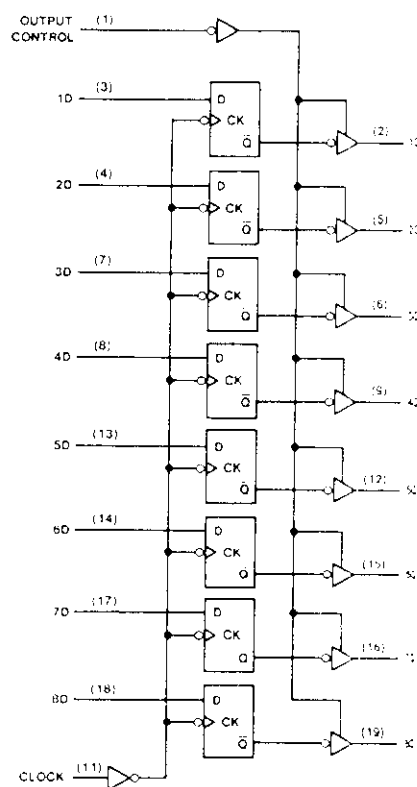 OUTPUT (1)
CONTROL
1D (3) D (2)
CK
Q̅
2D (4) D (5)
CK
Q̅
3D (7) D (6)
CK
Q̅
4D (8) D (9)
CK
Q̅
5D (13) D (12)
CK
6D (14) D (15)
CK
7D (17) D (16)
CK
8D (18) D (19)
CK
Q̅
CLOCK (11)